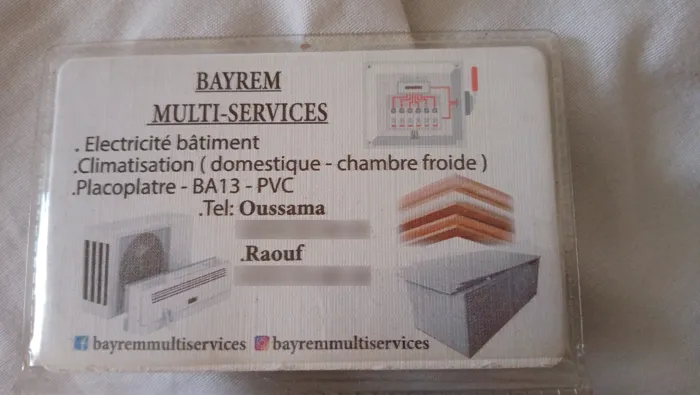 BAYREM
MULTI-SERVICES
. Electricité bâtiment
.Climatisation ( domestique - chambre froide )
.Placoplatre - BA13 - PVC
.Tel: Oussama
.Raouf
bayremmultiservices bayremmultiservices